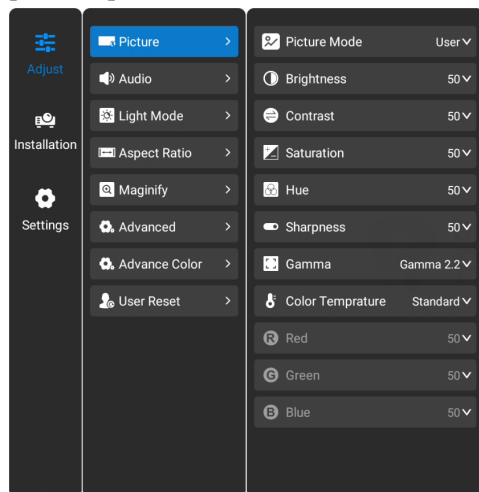 Adjust
Installation
Settings
Picture
Audio
Light Mode
Aspect Ratio
Maginify
Advanced
Advance Color
User Reset
Picture Mode User
Brightness 50
Contrast 50
Saturation 50
Hue 50
Sharpness 50
Gamma Gamma 2.2
Color Temprature Standard
R Red 50
G Green 50
B Blue 50